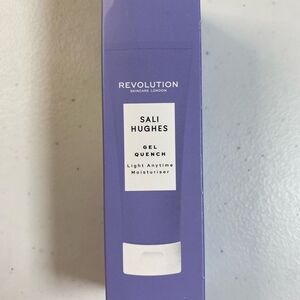 REVOLUTION
SKINCARE LONDON
SALI
HUGHES
GEL
QUENCH
Light Anytime
Moisturiser